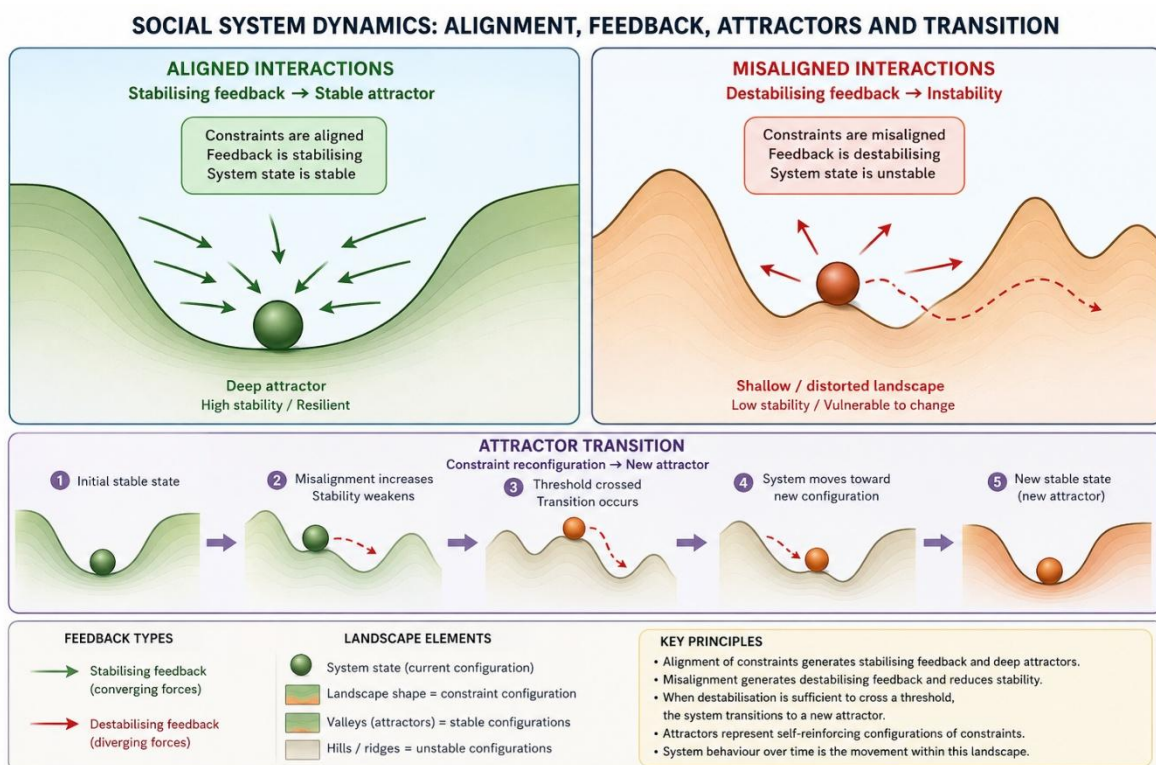 SOCIAL SYSTEM DYNAMICS: ALIGNMENT, FEEDBACK, ATTRACTORS AND TRANSITION
ALIGNED INTERACTIONS
Stabilising feedback → Stable attractor
Constraints are aligned
Feedback is stabilising
System state is stable
Deep attractor
High stability / Resilient
MISALIGNED INTERACTIONS
Destabilising feedback → Instability
Constraints are misaligned
Feedback is destabilising
System state is unstable
Shallow / distorted landscape
Low stability / Vulnerable to change
ATTRACTOR TRANSITION
Constraint reconfiguration → New attractor
1 Initial stable state
2 Misalignment increases
Stability weakens
3 Threshold crossed
Transition occurs
4 System moves toward
new configuration
5 New stable state
(new attractor)
FEEDBACK TYPES
Stabilising feedback
(converging forces)
Destabilising feedback
(diverging forces)
LANDSCAPE ELEMENTS
System state (current configuration)
Landscape shape = constraint configuration
Valleys (attractors) = stable configurations
Hills / ridges = unstable configurations
KEY PRINCIPLES
• Alignment of constraints generates stabilising feedback and deep attractors.
• Misalignment generates destabilising feedback and reduces stability.
• When destabilisation is sufficient to cross a threshold,
the system transitions to a new attractor.
• Attractors represent self-reinforcing configurations of constraints.
• System behaviour over time is the movement within this landscape.